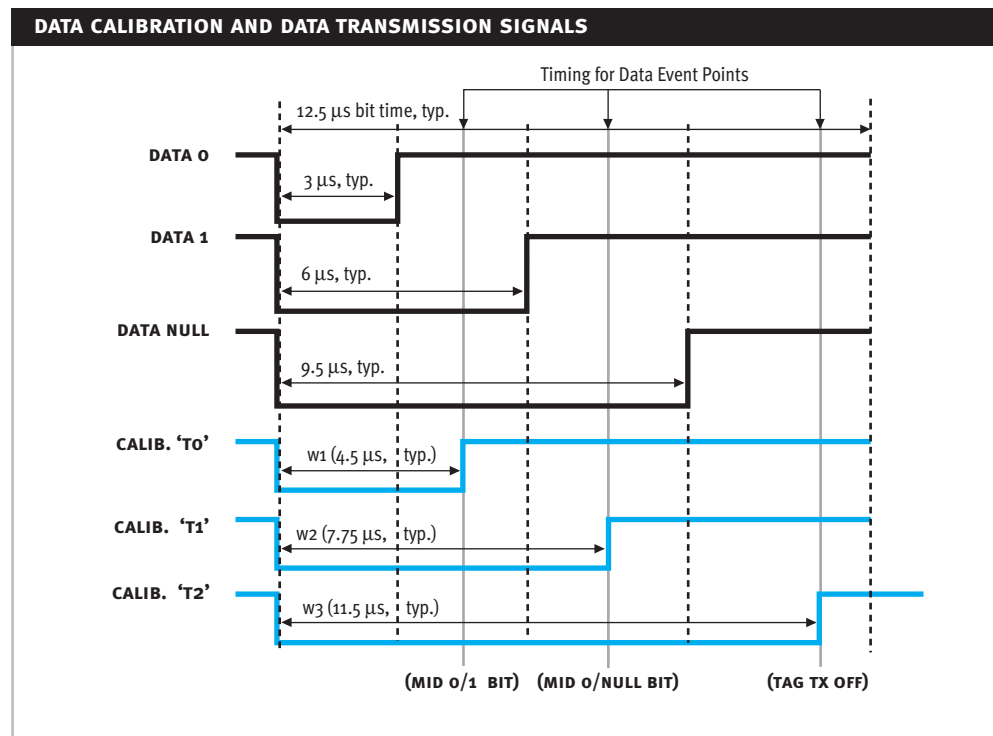 DATA CALIBRATION AND DATA TRANSMISSION SIGNALS
Timing for Data Event Points
12.5 µs bit time, typ.
DATA 0
3 µs, typ.
DATA 1
6 µs, typ.
DATA NULL
9.5 µs, typ.
CALIB. ‘T0’
W1 (4.5 µs, typ.)
CALIB. ‘T1’
W2 (7.75 µs, typ.)
CALIB. ‘T2’
W3 (11.5 µs, typ.)
(MID 0/1 BIT) (MID 0/NULL BIT) (TAG TX OFF)